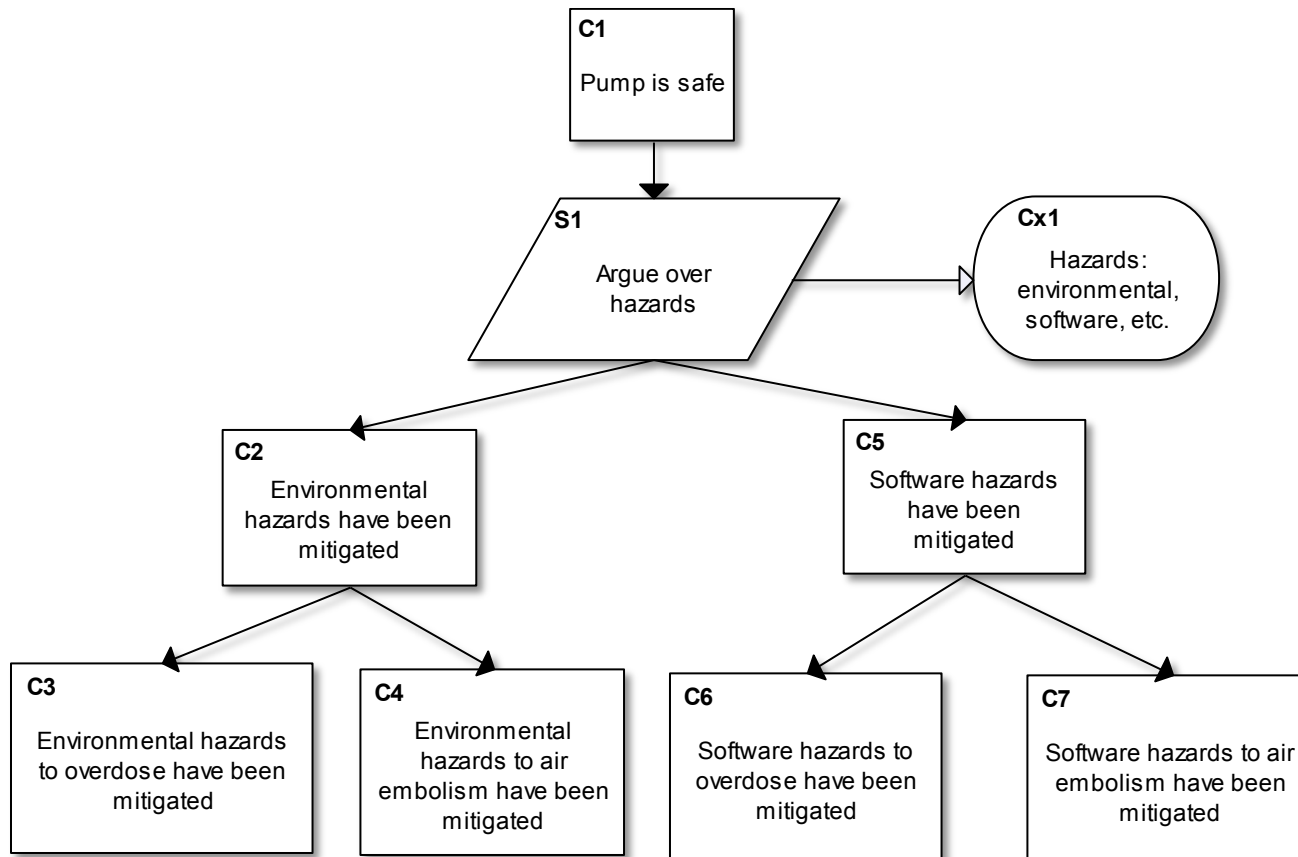 C1
Pump is safe
S1
Argue over
hazards
Cx1
Hazards:
environmental,
software, etc.
C2
Environmental
hazards have been
mitigated
C5
Software hazards
have been
mitigated
C3
Environmental hazards
to overdose have been
mitigated
C4
Environmental
hazards to air
embolism have been
mitigated
C6
Software hazards to
overdose have been
mitigated
C7
Software hazards to air
embolism have been
mitigated